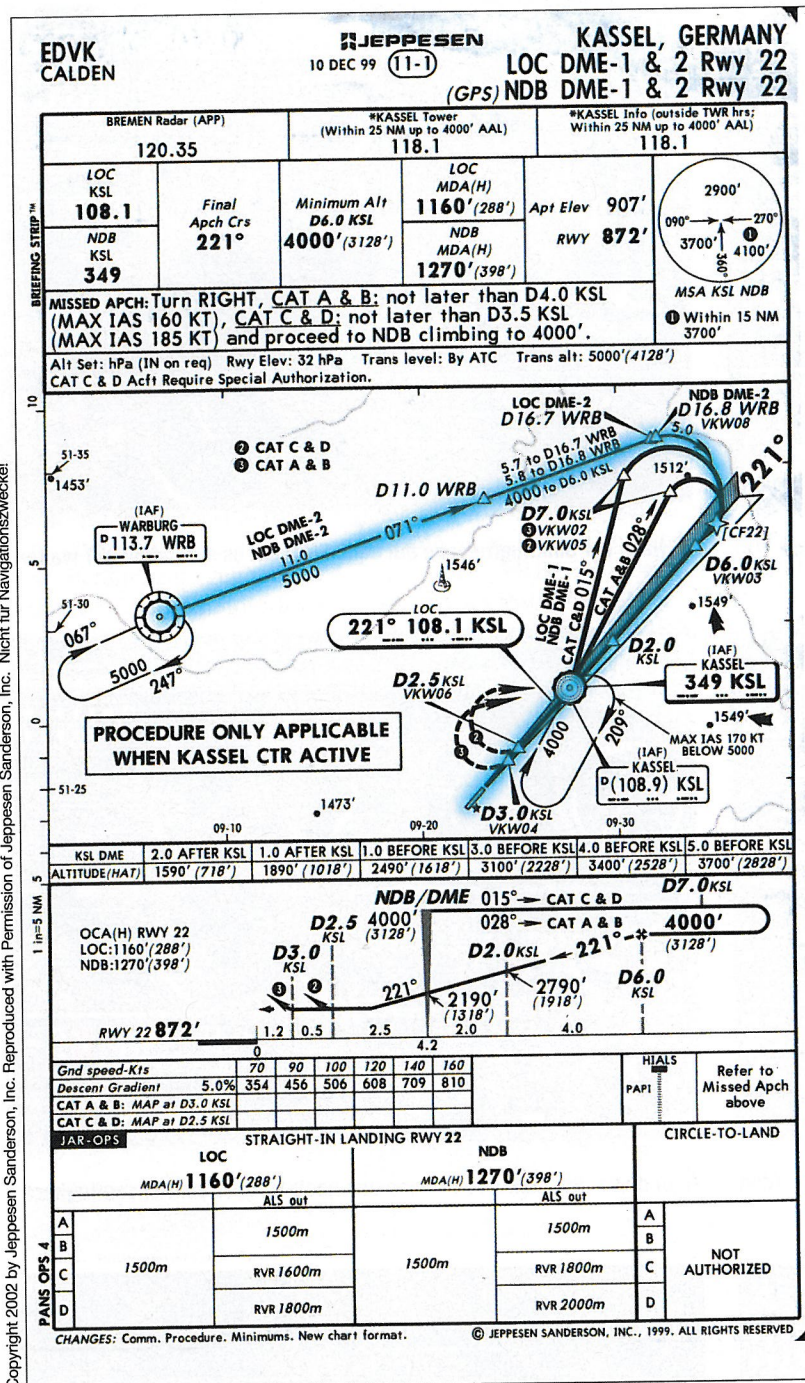 EDVK
CALDEN
JEPPESEN
10 DEC 99 11-1
KASSEL, GERMANY
LOC DME-1 & 2 Rwy 22
(GPS) NDB DME-1 & 2 Rwy 22
BRIEFING STRIP™
BREMEN Radar (APP)
120.35
*KASSEL Tower
(Within 25 NM up to 4000' AAL)
118.1
*KASSEL Info (outside TWR hrs;
Within 25 NM up to 4000' AAL)
118.1
LOC
KSL
108.1
NDB
KSL
349
Final
Apch Crs
221°
Minimum Alt
D6.0 KSL
4000'(3128')
LOC
MDA(H)
1160'(288')
NDB
MDA(H)
1270'(398')
Apt Elev 907'
RWY 872'
2900'
090° 270°
3700' 1
4100'
360°
MSA KSL NDB
1 Within 15 NM
3700'
MISSED APCH: Turn RIGHT, CAT A & B: not later than D4.0 KSL
(MAX IAS 160 KT), CAT C & D: not later than D3.5 KSL
(MAX IAS 185 KT) and proceed to NDB climbing to 4000'.
Alt Set: hPa (IN on req) Rwy Elev: 32 hPa Trans level: By ATC Trans alt: 5000'(4128')
CAT C & D Acft Require Special Authorization.
10
5
0
5
1 in=5 NM
51-35
1453'
51-30
51-25
2 CAT C & D
3 CAT A & B
(IAF)
WARBURG
D 113.7 WRB
067°
5000
247°
LOC DME-2
NDB DME-2
11.0
5000
071°
D11.0 WRB
5.7 to D16.7 WRB
5.8 to D16.8 WRB
4000 to D6.0 KSL
LOC DME-2
D16.7 WRB
NDB DME-2
D16.8 WRB
VKW08
5.0
221°
1512'
D7.0 KSL
3 VKW02
2 VKW05
[CF22]
D6.0 KSL
VKW03
1546'
1549'
LOC DME-1
NDB DME-1
CAT C&D 015°
CAT A&B 028°
LOC
221° 108.1 KSL
D2.0
KSL
(IAF)
KASSEL
349 KSL
D2.5 KSL
VKW06
1549'
MAX IAS 170 KT
BELOW 5000
209°
4000
(IAF)
KASSEL
D (108.9) KSL
PROCEDURE ONLY APPLICABLE
WHEN KASSEL CTR ACTIVE
2
3
D3.0 KSL
VKW04
1473'
09-10
09-20
09-30
KSL DME 2.0 AFTER KSL 1.0 AFTER KSL 1.0 BEFORE KSL 3.0 BEFORE KSL 4.0 BEFORE KSL 5.0 BEFORE KSL
ALTITUDE(HAT) 1590' (718') 1890' (1018') 2490' (1618') 3100' (2228') 3400' (2528') 3700' (2828')
OCA(H) RWY 22
LOC:1160'(288')
NDB:1270'(398')
NDB/DME
4000'
(3128')
015° CAT C & D
028° CAT A & B
D7.0 KSL
4000'
(3128')
D2.5
KSL
D3.0
KSL
D2.0 KSL
221°
D6.0
KSL
3
2
221°
2190'
(1318')
2790'
(1918')
RWY 22 872'
1.2 0.5 2.5 2.0 4.0
0 4.2
Gnd speed-Kts 70 90 100 120 140 160
Descent Gradient 5.0% 354 456 506 608 709 810
CAT A & B: MAP at D3.0 KSL
CAT C & D: MAP at D2.5 KSL
HIALS
PAPI
Refer to
Missed Apch
above
JAR-OPS
STRAIGHT-IN LANDING RWY 22
CIRCLE-TO-LAND
LOC
MDA(H) 1160'(288')
NDB
MDA(H) 1270'(398')
ALS out
ALS out
A
B
C
D
1500m
1500m
RVR 1600m
RVR 1800m
1500m
1500m
RVR 1800m
RVR 2000m
A
B
C
D
NOT
AUTHORIZED
PANS OPS 4
CHANGES: Comm. Procedure. Minimums. New chart format.
© JEPPESEN SANDERSON, INC., 1999. ALL RIGHTS RESERVED
Copyright 2002 by Jeppesen Sanderson, Inc. Reproduced with Permission of Jeppesen Sanderson, Inc. Nicht für Navigationszwecke!